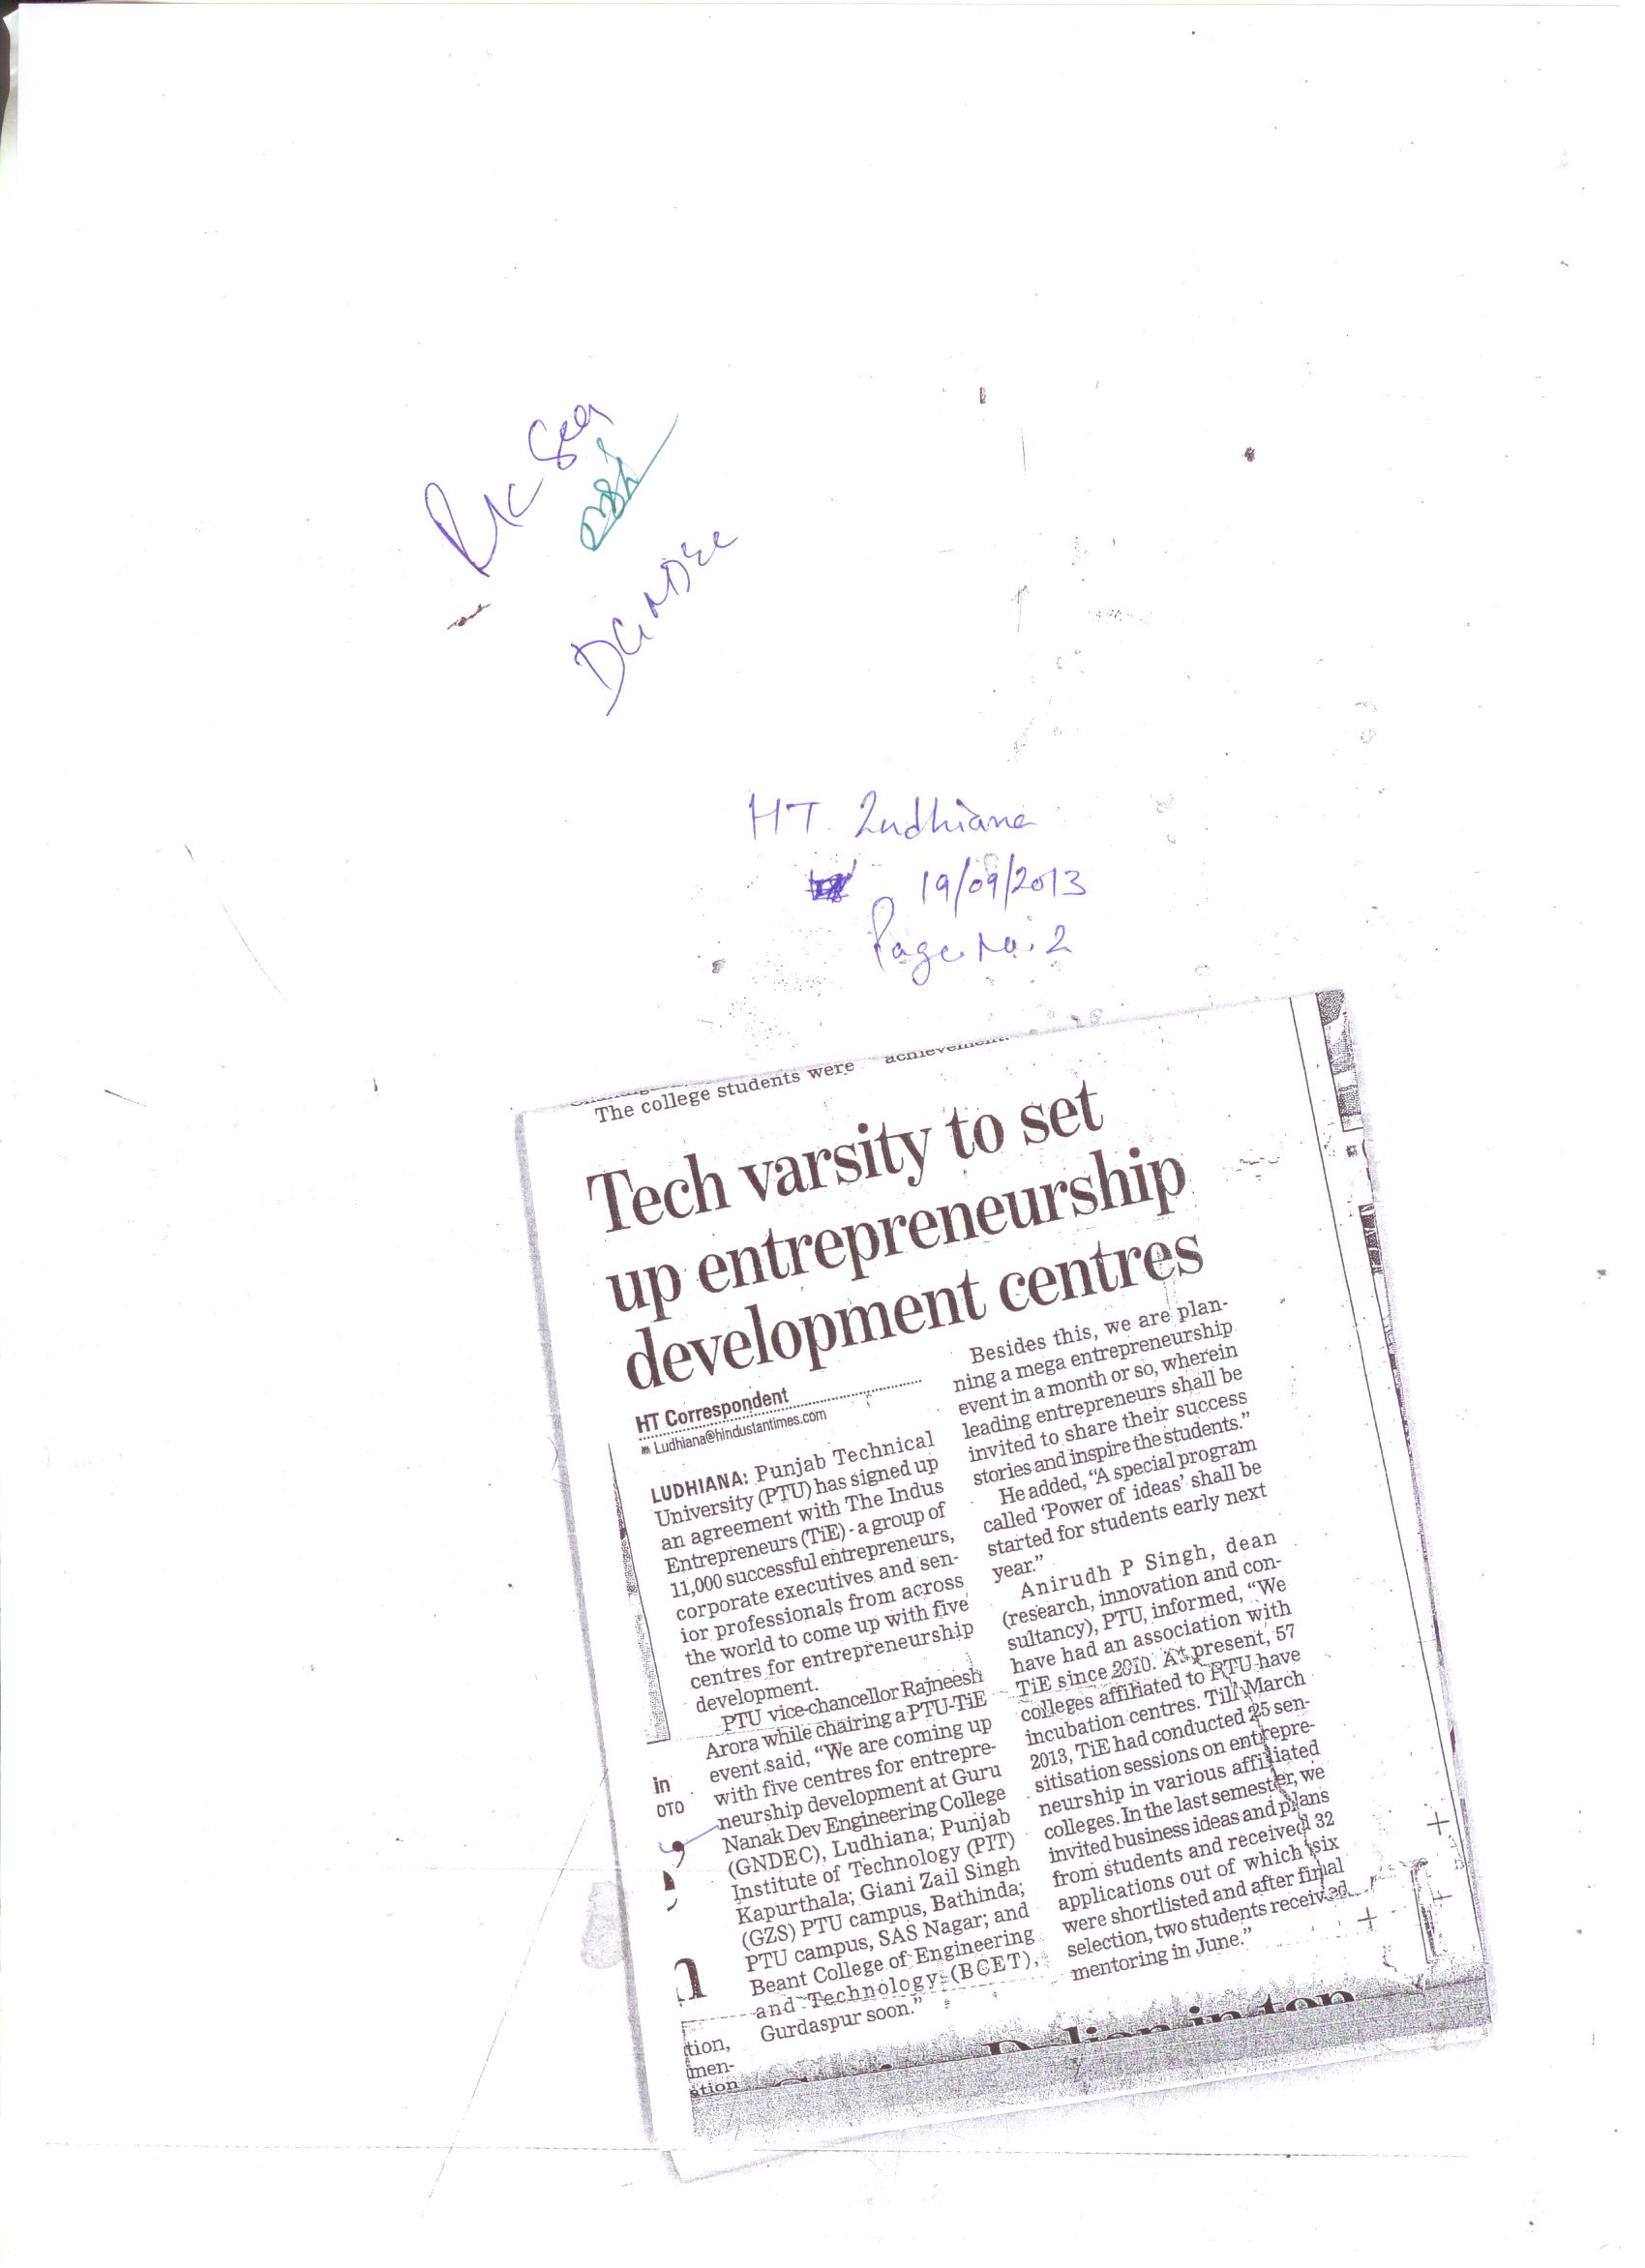 HT Ludhiana
19/09/2013
Page No. 2
The college students were achievement.
Tech varsity to set
up entrepreneurship
development centres
HT Correspondent
Ludhiana@hindustantimes.com
LUDHIANA: Punjab Technical
University (PTU) has signed up
an agreement with The Indus
Entrepreneurs (TiE) - a group of
11,000 successful entrepreneurs,
corporate executives and sen-
ior professionals from across
the world to come up with five
centres for entrepreneurship
development.
PTU vice-chancellor Rajneesh
Arora while chairing a PTU-TiE
event said, “We are coming up
with five centres for entrepre-
neurship development at Guru
Nanak Dev Engineering College
(GNDEC), Ludhiana; Punjab
Institute of Technology (PIT)
Kapurthala; Giani Zail Singh
(GZS) PTU campus, Bathinda;
PTU campus, SAS Nagar; and
Beant College of Engineering
and Technology (BCET),
Gurdaspur soon.”
Besides this, we are plan-
ning a mega entrepreneurship
event in a month or so, wherein
leading entrepreneurs shall be
invited to share their success
stories and inspire the students.”
He added, “A special program
called ‘Power of ideas’ shall be
started for students early next
year.”
Anirudh P Singh, dean
(research, innovation and con-
sultancy), PTU, informed, “We
have had an association with
TiE since 2010. At present, 57
colleges affiliated to PTU have
incubation centres. Till March
2013, TiE had conducted 25 sen-
sitisation sessions on entrepre-
neurship in various affiliated
colleges. In the last semester, we
invited business ideas and plans
from students and received 32
applications out of which six
were shortlisted and after final
selection, two students received
mentoring in June.”
in
OTO
tion,
men-
ation